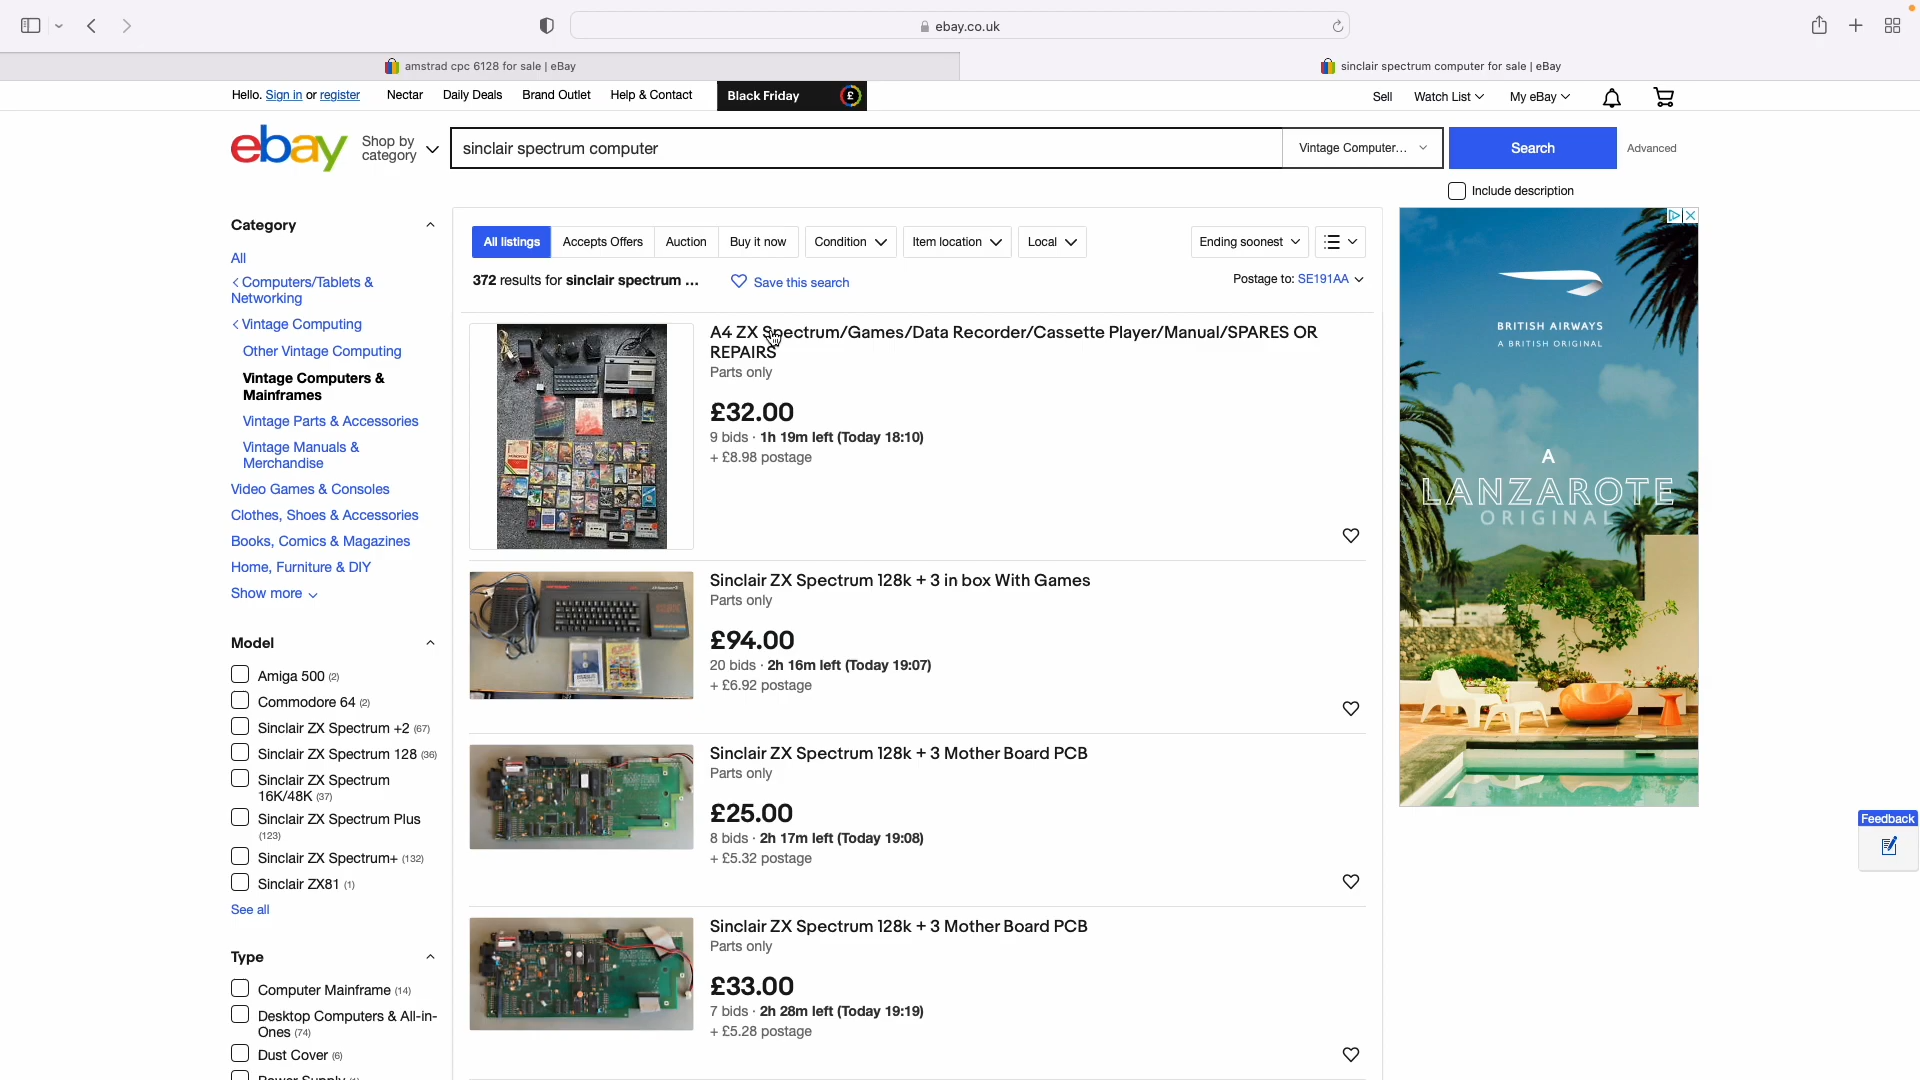 ebay.co.uk
amstrad cpc 6128 for sale | eBay
sinclair spectrum computer for sale | eBay
Hello. Sign in or register
Nectar
Daily Deals
Brand Outlet
Help & Contact
Black Friday
£
Sell
Watch List
My eBay
ebay
Shop by
category
sinclair spectrum computer
Vintage Computer...
Search
Advanced
Include description
Category
All
Computers/Tablets &
Networking
Vintage Computing
Other Vintage Computing
Vintage Computers &
Mainframes
Vintage Parts & Accessories
Vintage Manuals &
Merchandise
Video Games & Consoles
Clothes, Shoes & Accessories
Books, Comics & Magazines
Home, Furniture & DIY
Show more
Model
Amiga 500 (2)
Commodore 64 (2)
Sinclair ZX Spectrum +2 (67)
Sinclair ZX Spectrum 128 (36)
Sinclair ZX Spectrum
16K/48K (37)
Sinclair ZX Spectrum Plus
(123)
Sinclair ZX Spectrum+ (132)
Sinclair ZX81 (1)
See all
Type
Computer Mainframe (14)
Desktop Computers & All-in-
Ones (74)
Dust Cover (6)
All listings
Accepts Offers
Auction
Buy it now
Condition
Item location
Local
Ending soonest
372 results for sinclair spectrum ...
Save this search
Postage to: SE191AA
A4 ZX Spectrum/Games/Data Recorder/Cassette Player/Manual/SPARES OR
REPAIRS
Parts only
£32.00
9 bids · 1h 19m left (Today 18:10)
+ £8.98 postage
Sinclair ZX Spectrum 128k + 3 in box With Games
Parts only
£94.00
20 bids · 2h 16m left (Today 19:07)
+ £6.92 postage
Sinclair ZX Spectrum 128k + 3 Mother Board PCB
Parts only
£25.00
8 bids · 2h 17m left (Today 19:08)
+ £5.32 postage
Sinclair ZX Spectrum 128k + 3 Mother Board PCB
Parts only
£33.00
7 bids · 2h 28m left (Today 19:19)
+ £5.28 postage
BRITISH AIRWAYS
A BRITISH ORIGINAL
A
LANZAROTE
ORIGINAL
Feedback